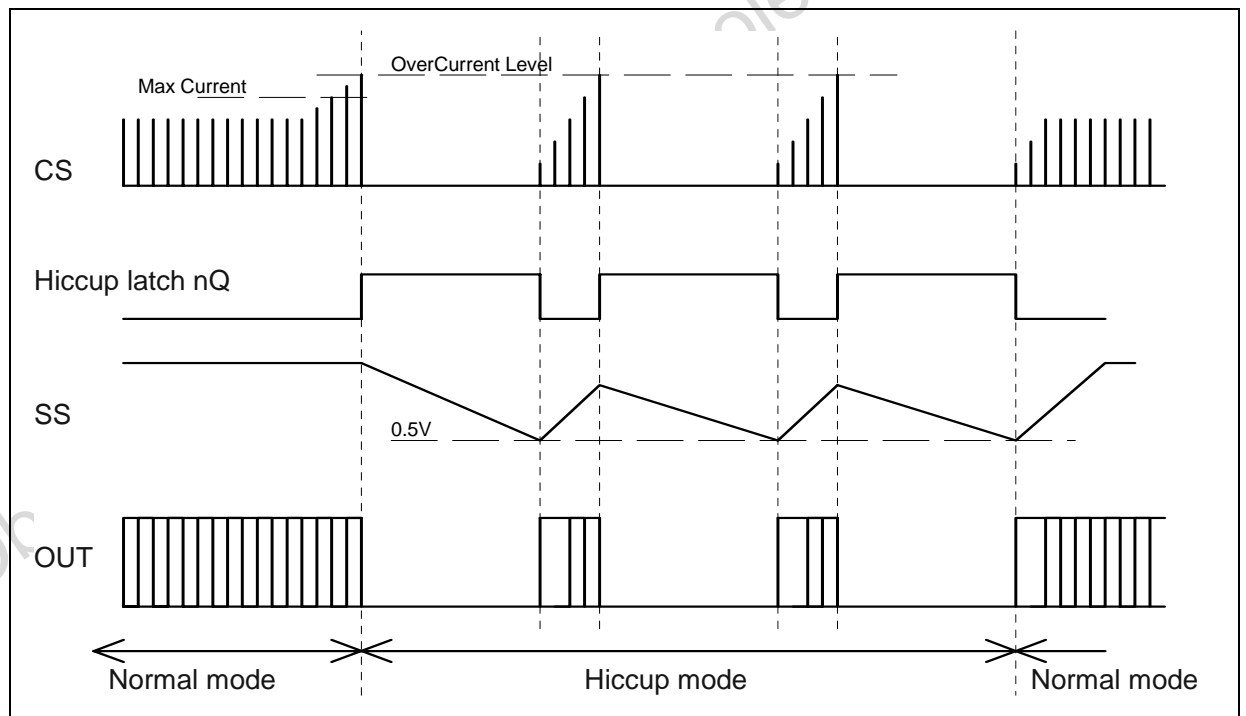 OverCurrent Level
Max Current
CS
Hiccup latch nQ
SS
0.5V
OUT
Normal mode
Hiccup mode
Normal mode